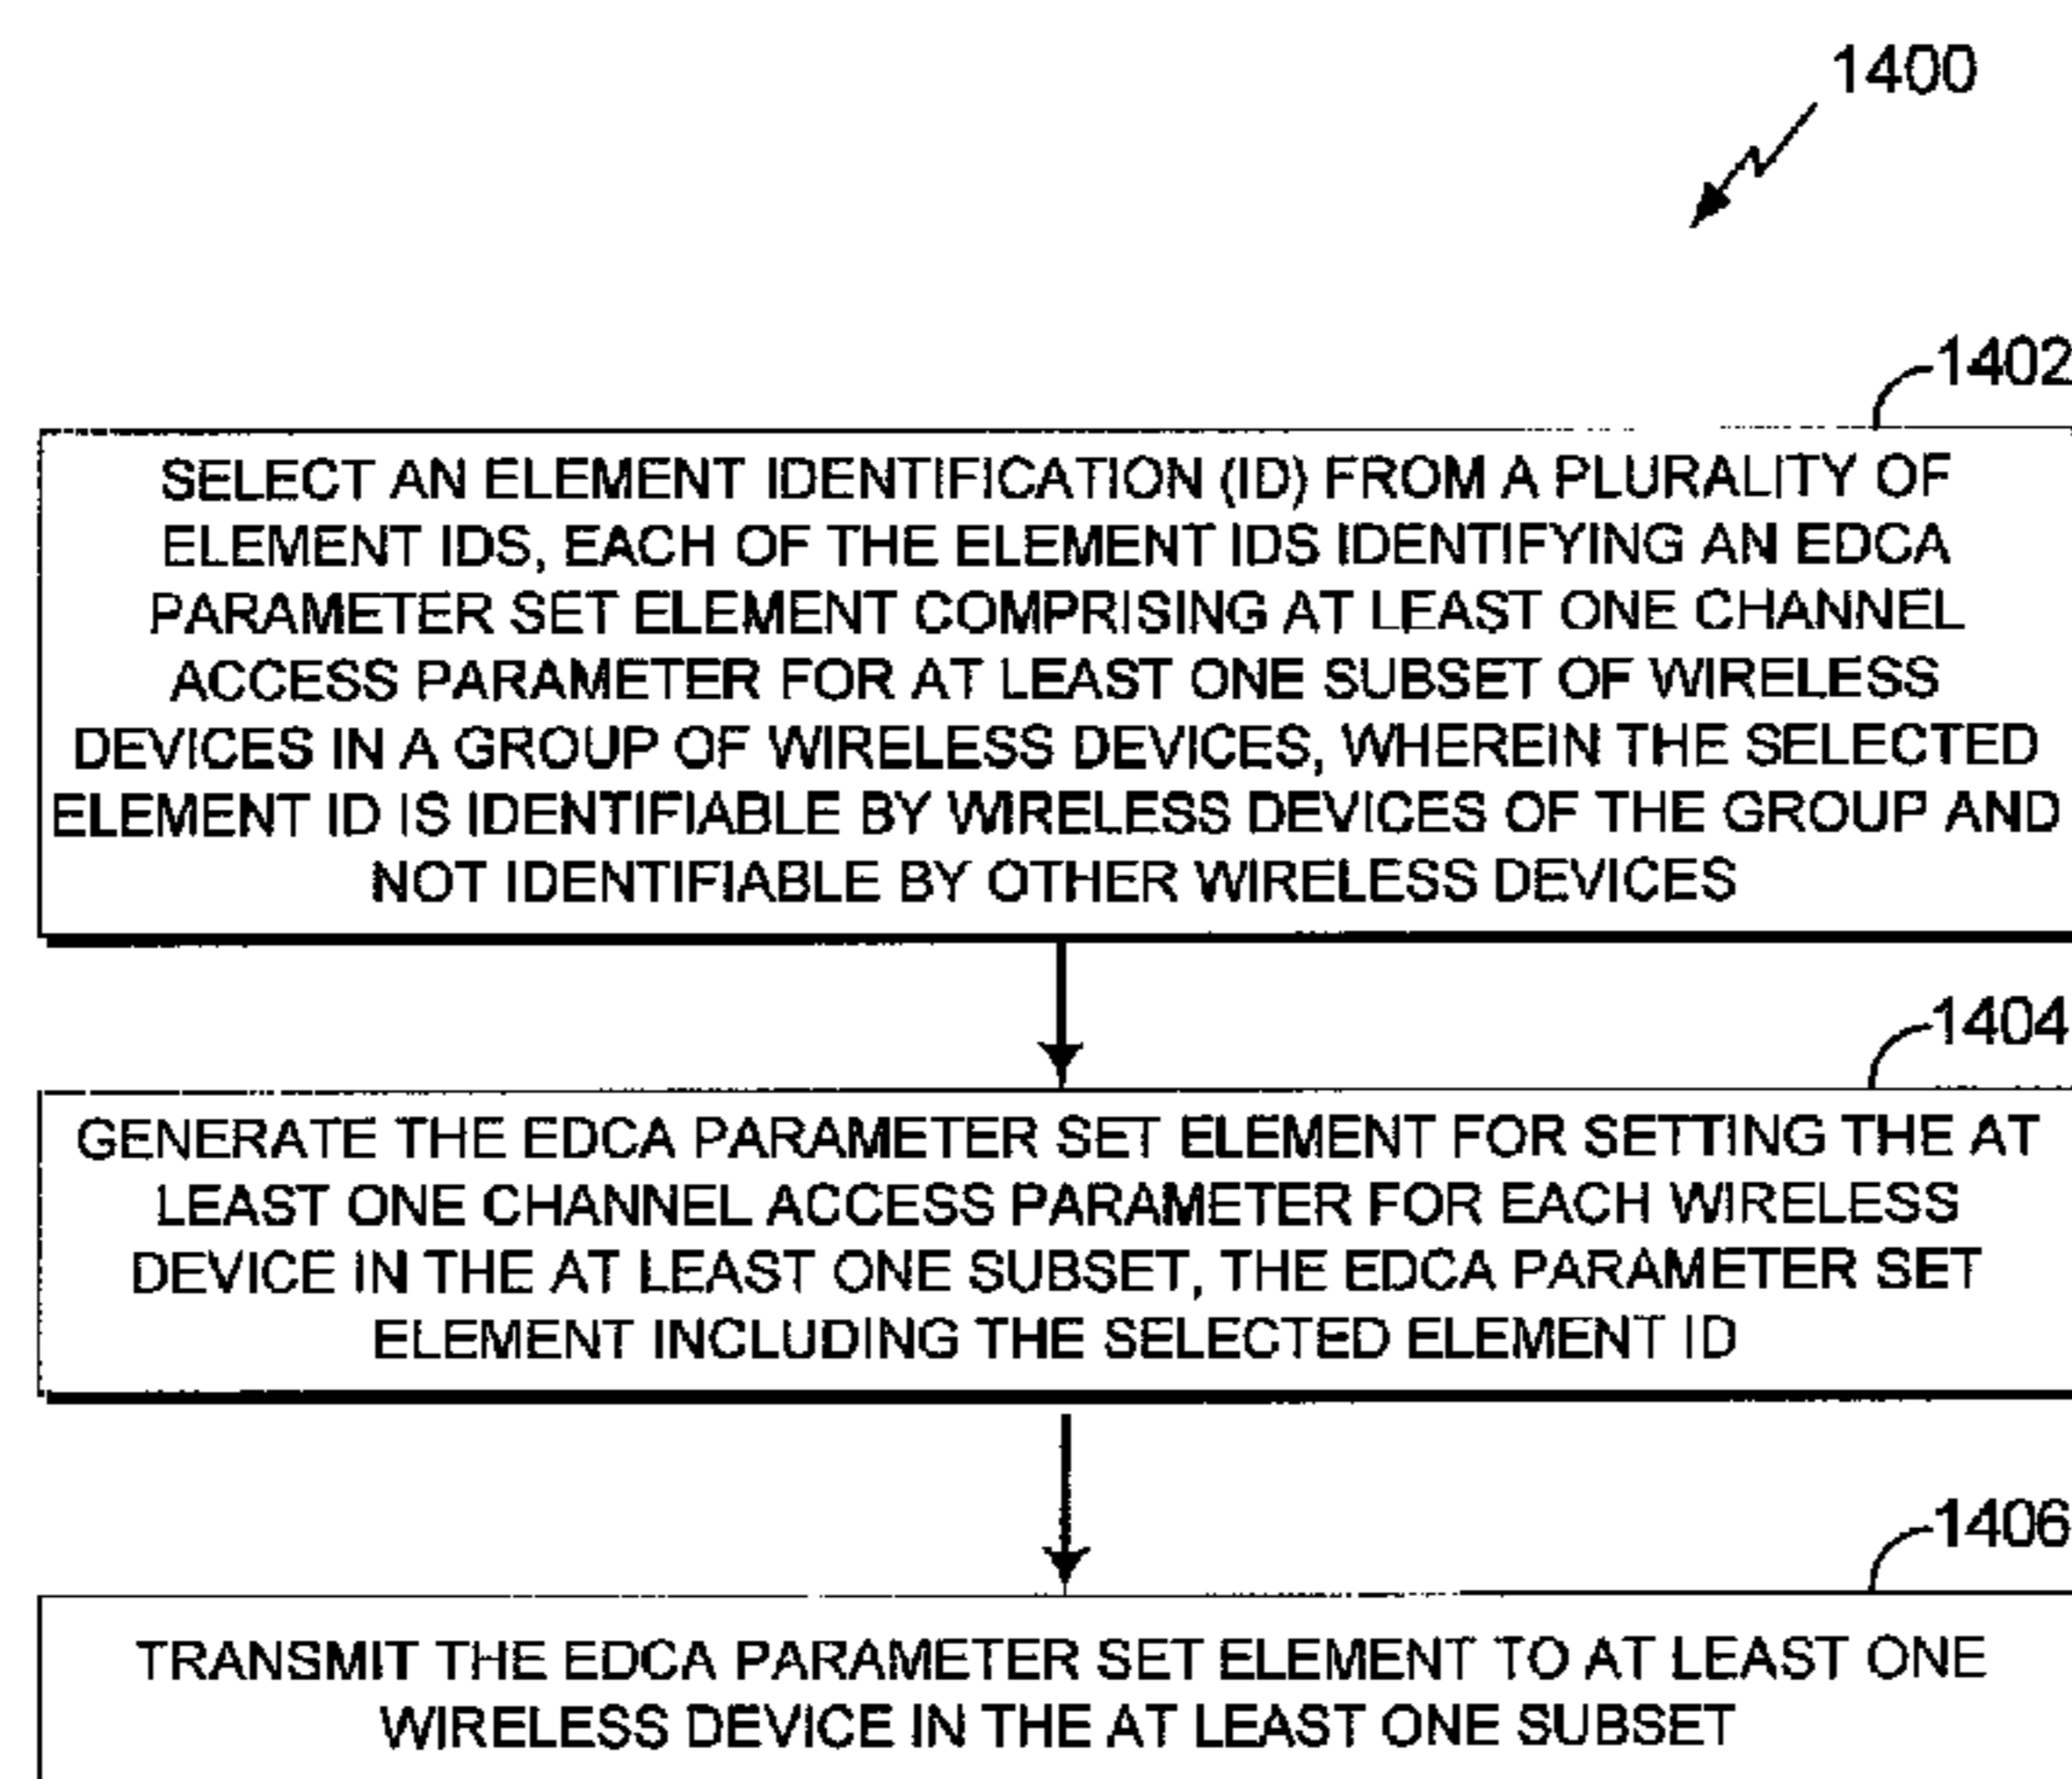 1400
1402
SELECT AN ELEMENT IDENTIFICATION (ID) FROM A PLURALITY OF
ELEMENT IDS, EACH OF THE ELEMENT IDS IDENTIFYING AN EDCA
PARAMETER SET ELEMENT COMPRISING AT LEAST ONE CHANNEL
ACCESS PARAMETER FOR AT LEAST ONE SUBSET OF WIRELESS
DEVICES IN A GROUP OF WIRELESS DEVICES, WHEREIN THE SELECTED
ELEMENT ID IS IDENTIFIABLE BY WIRELESS DEVICES OF THE GROUP AND
NOT IDENTIFIABLE BY OTHER WIRELESS DEVICES
1404
GENERATE THE EDCA PARAMETER SET ELEMENT FOR SETTING THE AT
LEAST ONE CHANNEL ACCESS PARAMETER FOR EACH WIRELESS
DEVICE IN THE AT LEAST ONE SUBSET, THE EDCA PARAMETER SET
ELEMENT INCLUDING THE SELECTED ELEMENT ID
1406
TRANSMIT THE EDCA PARAMETER SET ELEMENT TO AT LEAST ONE
WIRELESS DEVICE IN THE AT LEAST ONE SUBSET